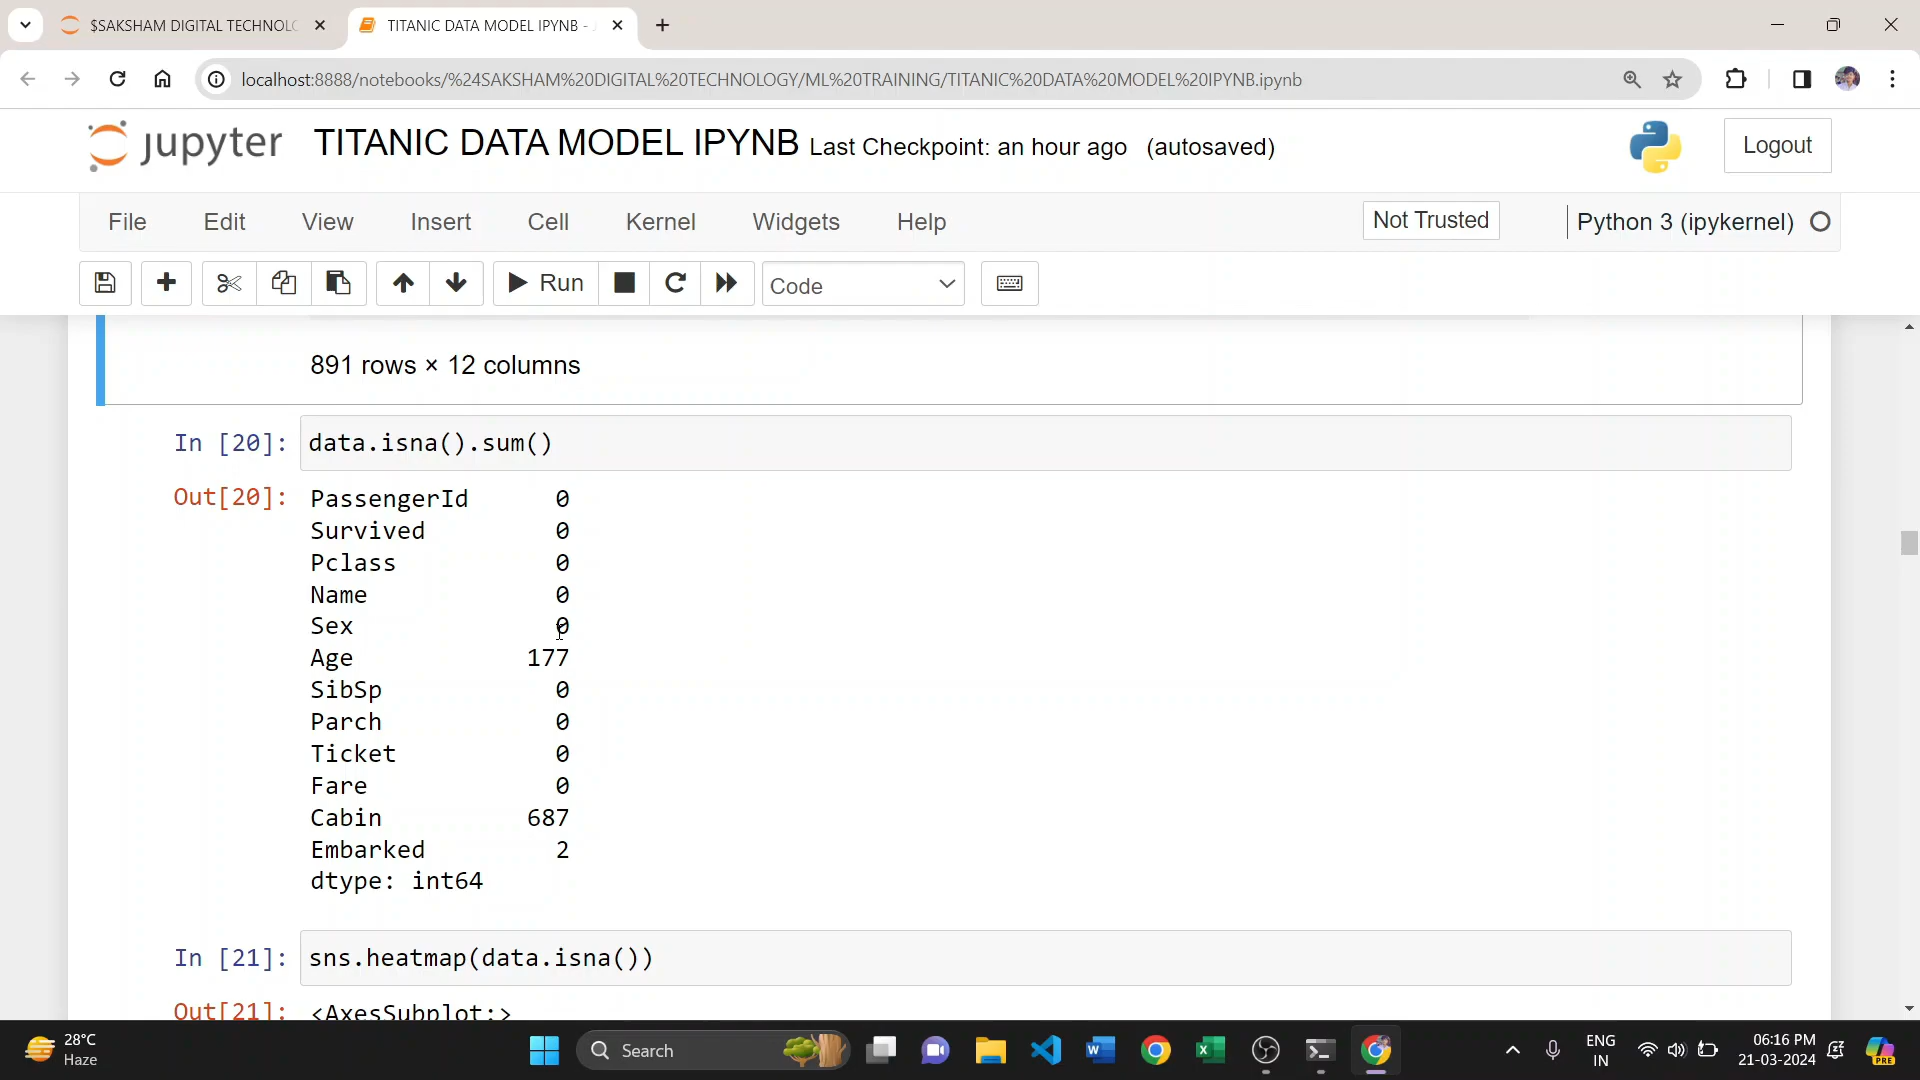 $SAKSHAM DIGITAL TECHNOLO
TITANIC DATA MODEL IPYNB -
localhost:8888/notebooks/%24SAKSHAM%20DIGITAL%20TECHNOLOGY/ML%20TRAINING/TITANIC%20DATA%20MODEL%20IPYNB.ipynb
jupyter TITANIC DATA MODEL IPYNB Last Checkpoint: an hour ago (autosaved)
Logout
File Edit View Insert Cell Kernel Widgets Help Not Trusted Python 3 (ipykernel)
Run Code
891 rows × 12 columns
In [20]: data.isna().sum()
Out[20]: PassengerId 0
Survived 0
Pclass 0
Name 0
Sex 0
Age 177
SibSp 0
Parch 0
Ticket 0
Fare 0
Cabin 687
Embarked 2
dtype: int64
In [21]: sns.heatmap(data.isna())
Out[21]: <AxesSubplot:>
28°C
Haze
Search
ENG
IN
06:16 PM
21-03-2024
PRE